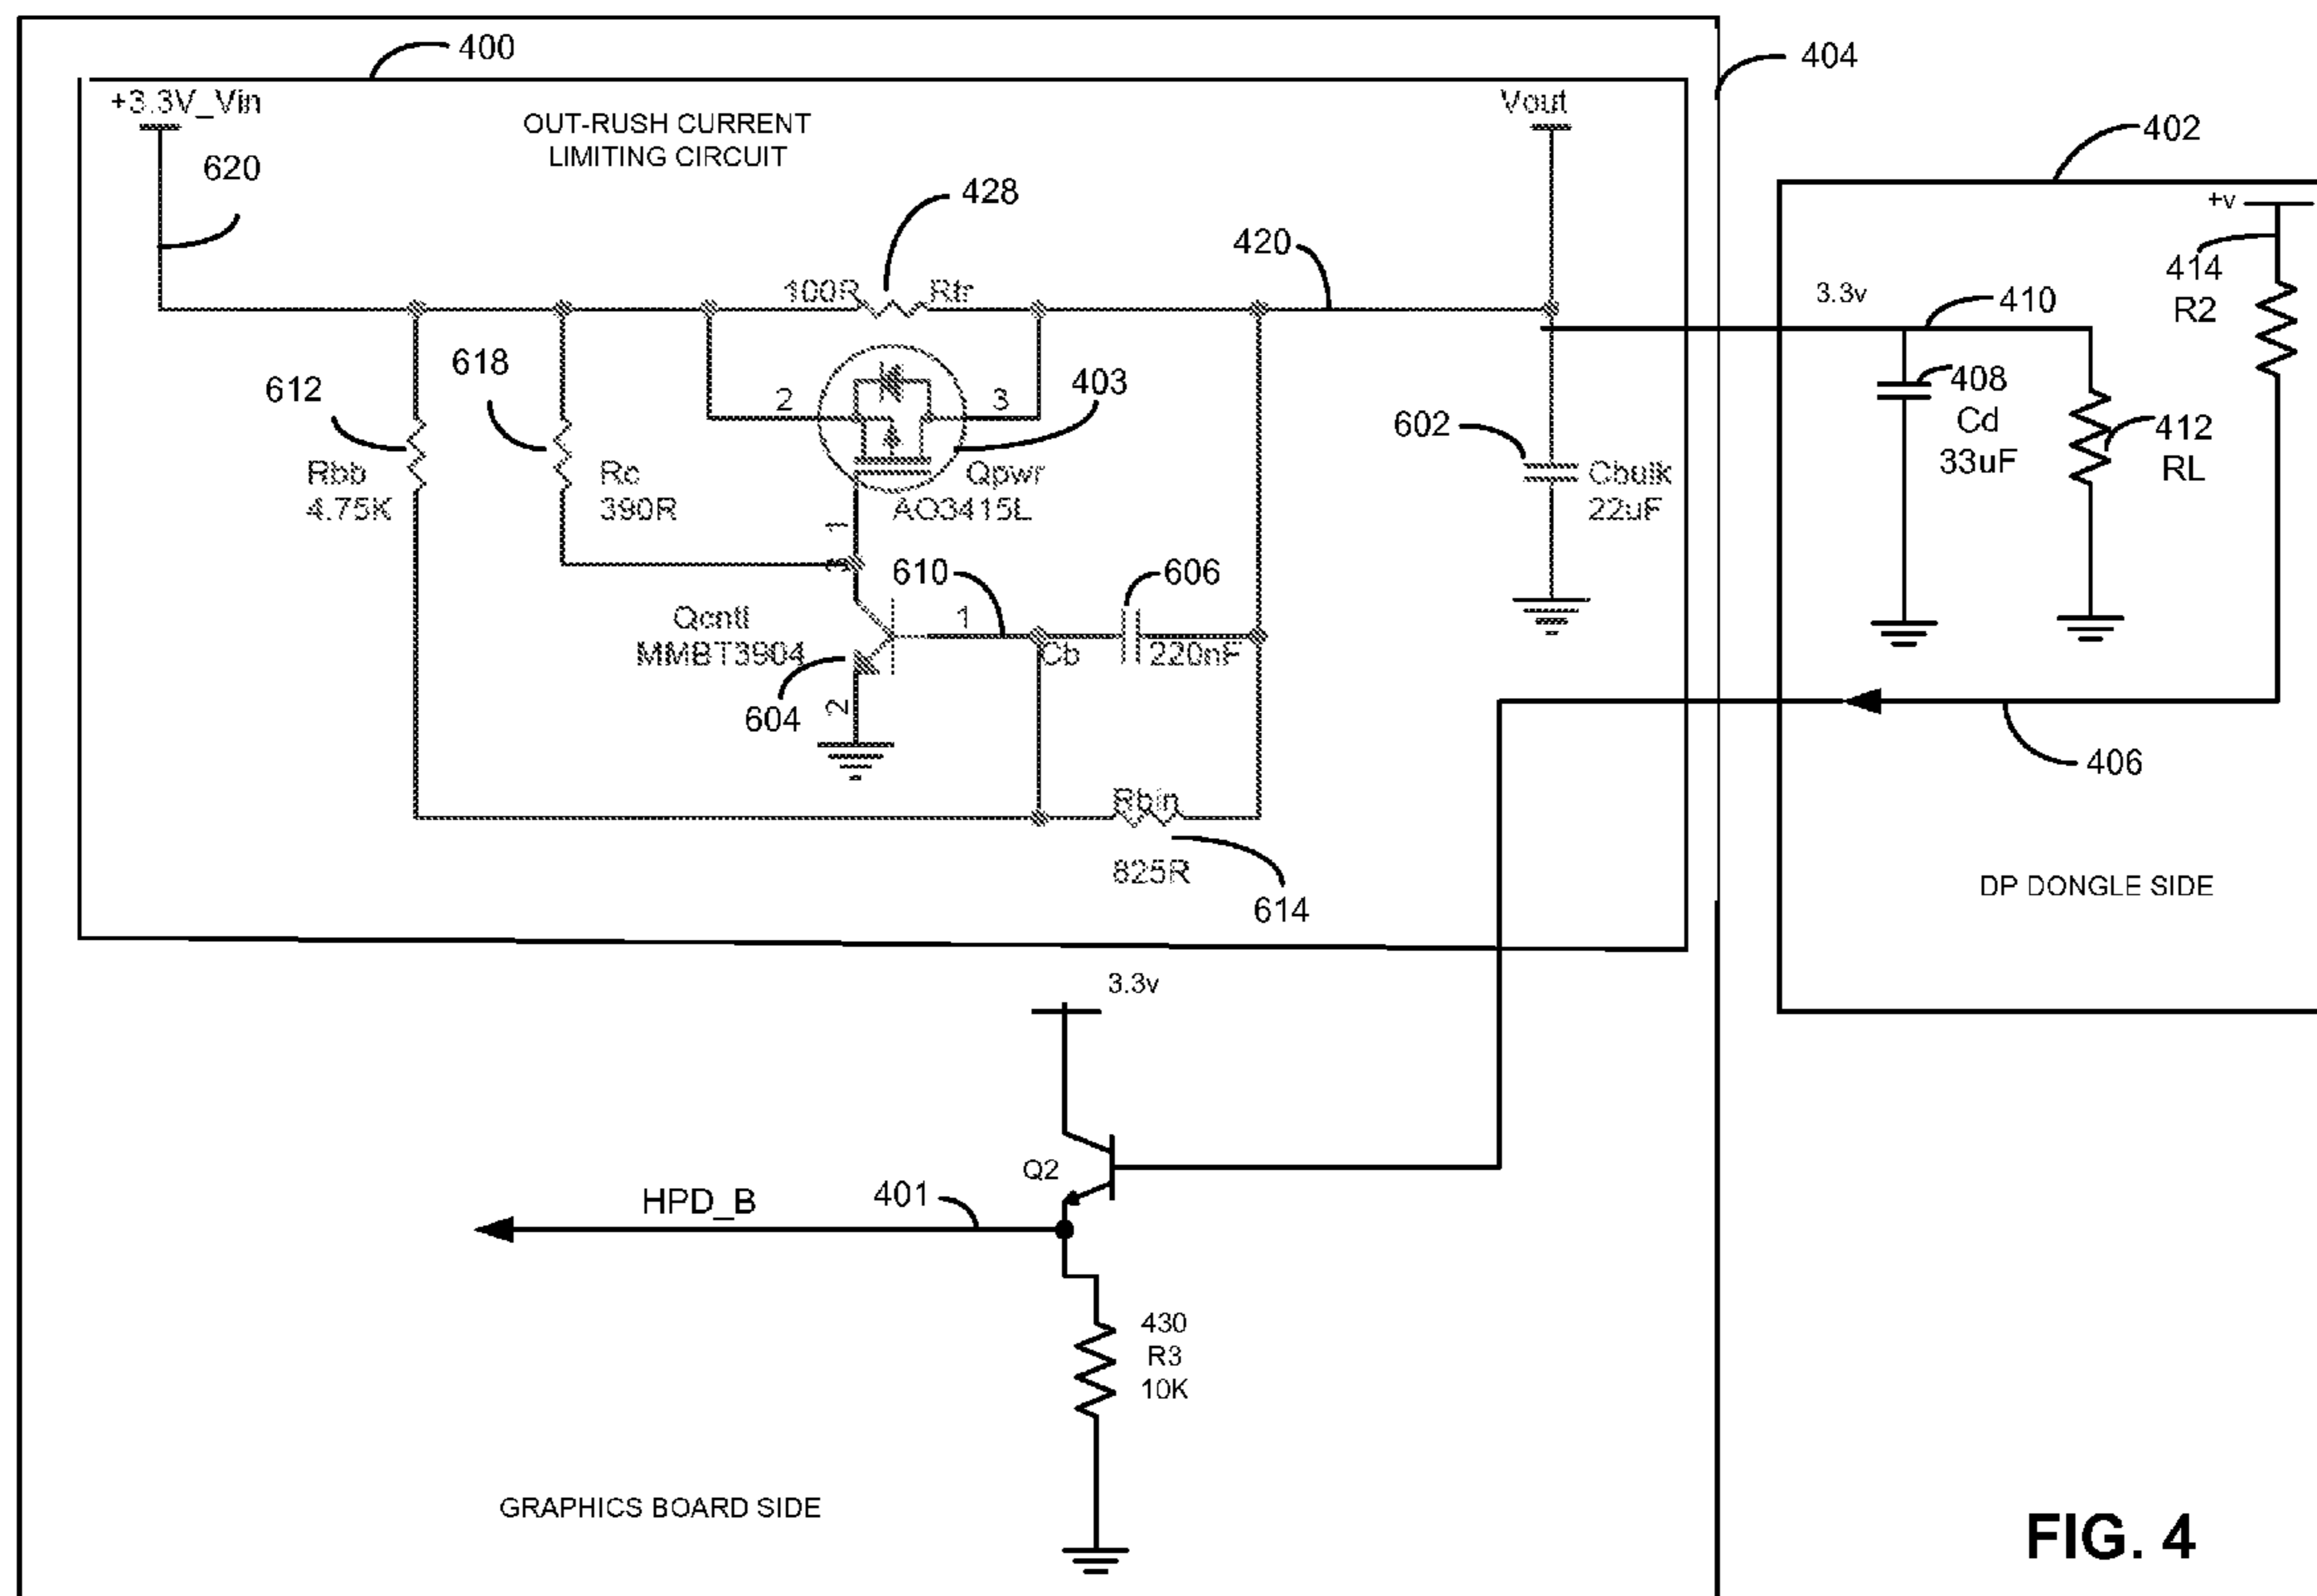 400
404
+3.3V_Vin
OUT-RUSH CURRENT
LIMITING CIRCUIT
Vout
402
620
428
420
+v
414
R2
100R
Rtr
3.3v
410
612
618
2
3
403
408
Cd
33uF
602
412
RL
Rbb
4.75K
Rc
390R
Qpwr
AO3415L
Cbulk
22uF
1
3
610
606
Qcntl
MMBT3904
1
Cb
220nF
604
2
406
Rbin
825R
614
DP DONGLE SIDE
3.3v
Q2
HPD_B
401
430
R3
10K
GRAPHICS BOARD SIDE
FIG. 4